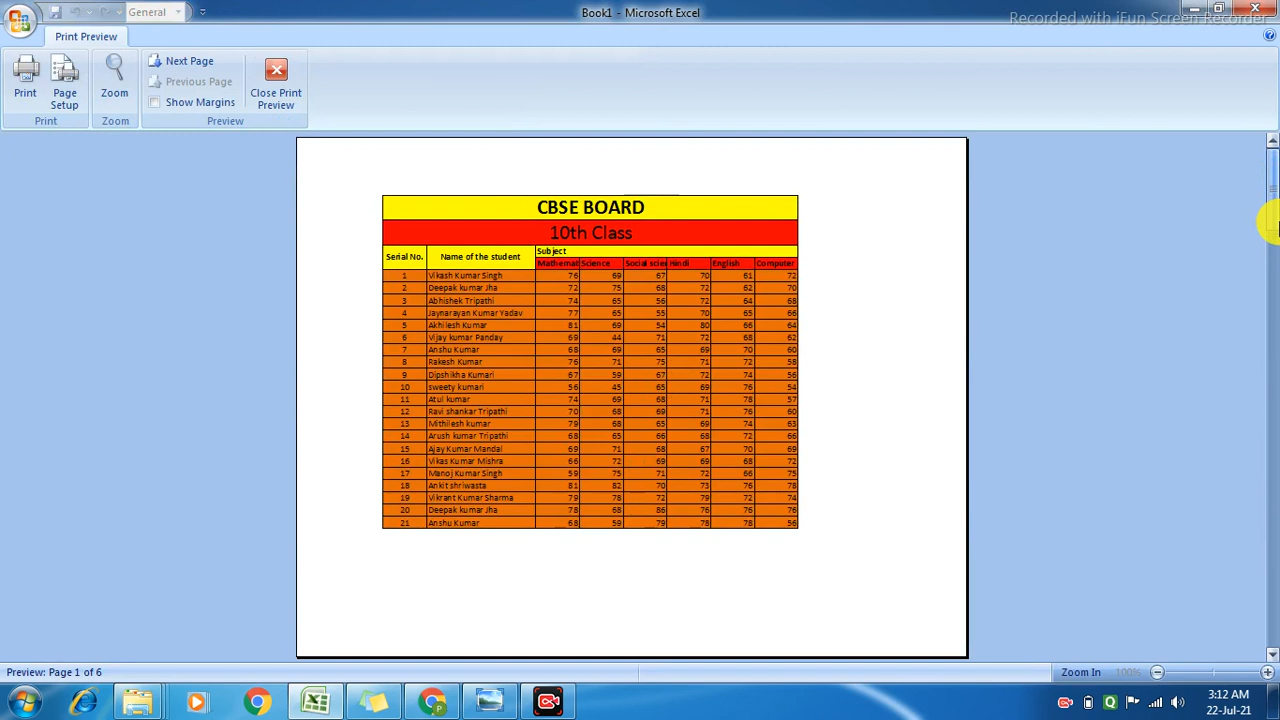 General
Book1 - Microsoft Excel
Recorded with iFun Screen Recorder
Print Preview
Print
Page Setup
Zoom
Next Page
Previous Page
Show Margins
Close Print Preview
Print
Zoom
Preview
CBSE BOARD
10th Class
Serial No. Name of the student Subject
Mathemat Science Social scien Hindi English Computer
1 Vikash Kumar Singh 76 69 67 70 61 72
2 Deepak kumar Jha 72 75 68 72 62 70
3 Abhishek Tripathi 74 65 56 72 64 68
4 Jaynarayan Kumar Yadav 77 65 55 70 65 66
5 Akhilesh Kumar 81 69 54 80 66 64
6 Vijay kumar Panday 69 44 71 72 68 62
7 Anshu Kumar 68 69 65 69 70 60
8 Rakesh Kumar 76 71 75 71 72 58
9 Dipshikha Kumari 67 59 67 72 74 56
10 sweety kumari 56 45 65 69 76 54
11 Atul kumar 74 69 68 71 78 57
12 Ravi shankar Tripathi 70 68 69 71 76 60
13 Mithilesh kumar 79 68 65 69 74 63
14 Arush kumar Tripathi 68 65 66 68 72 66
15 Ajay Kumar Mandal 69 71 68 67 70 69
16 Vikas Kumar Mishra 66 72 69 69 68 72
17 Manoj Kumar Singh 59 75 71 72 66 75
18 Ankit shriwasta 81 82 70 73 76 78
19 Vikrant Kumar Sharma 79 78 72 79 72 74
20 Deepak kumar Jha 78 68 86 76 76 76
21 Anshu Kumar 68 59 79 78 78 56
Preview: Page 1 of 6
Zoom In 100%
3:12 AM
22-Jul-21